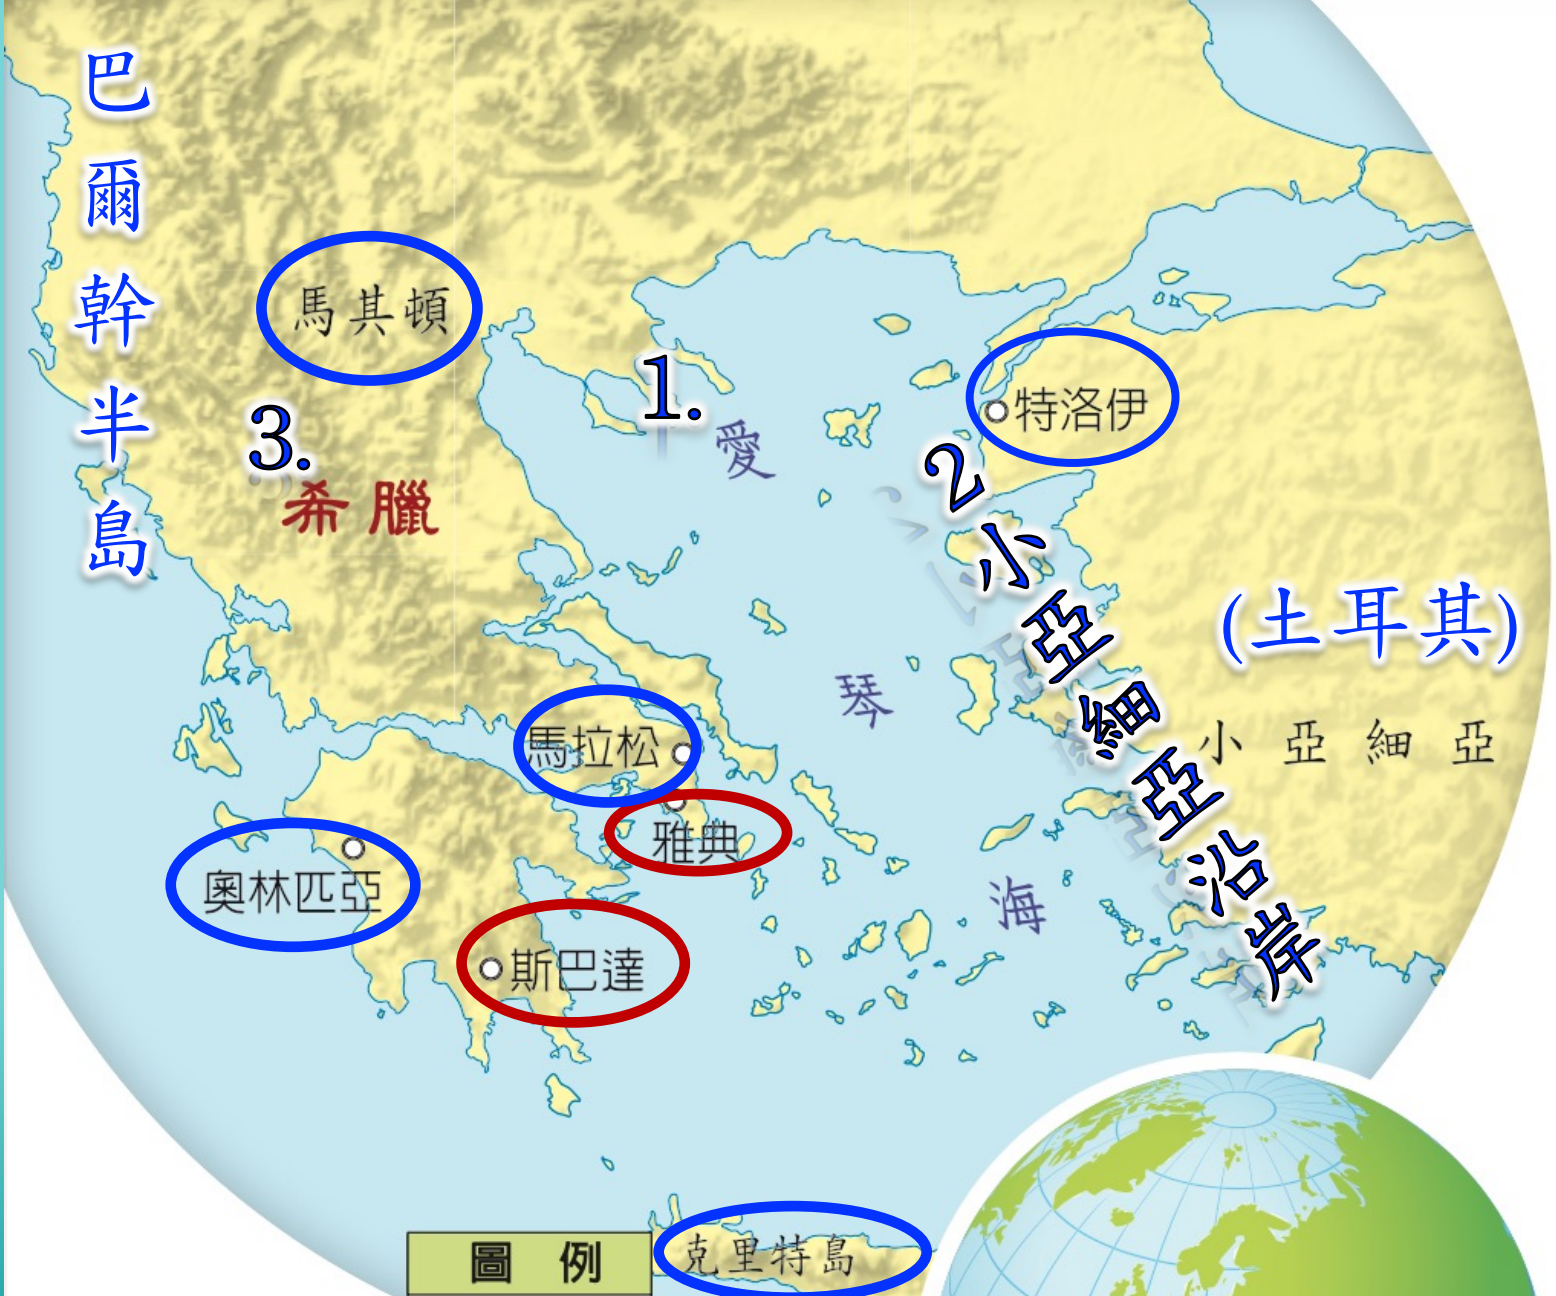 巴爾幹半島
馬其頓
1.
特洛伊
3.
希臘
愛琴海
2小亞細亞沿岸
(土耳其)
小亞細亞
馬拉松
雅典
奧林匹亞
斯巴達
克里特島
圖例